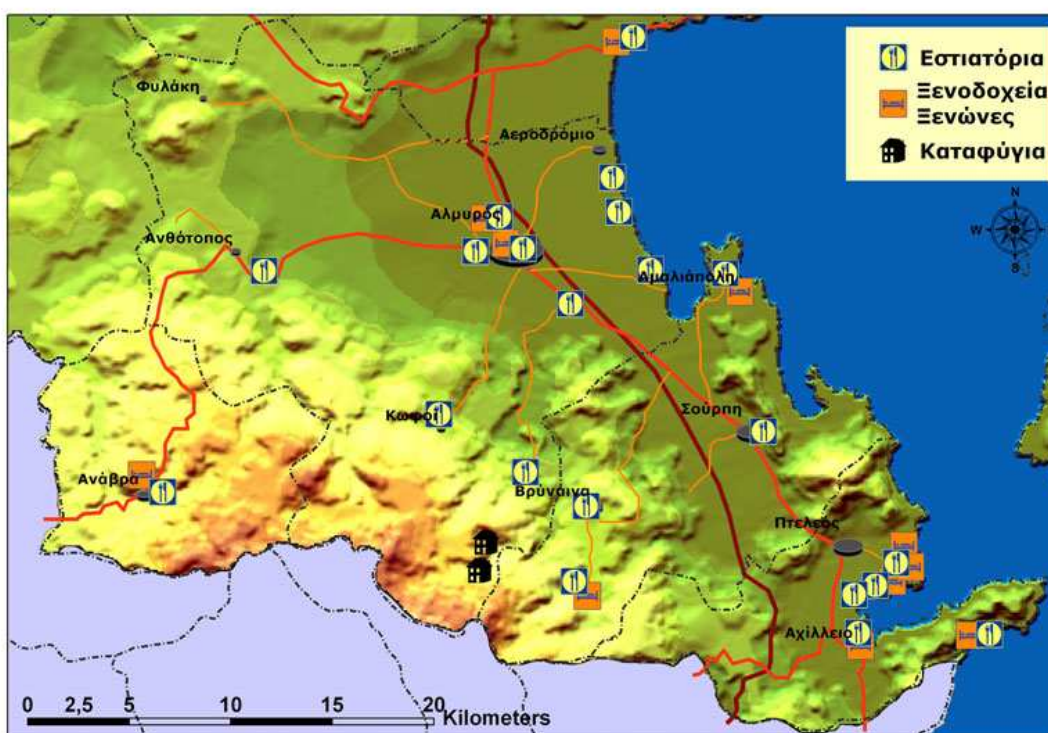 Εστιατόρια
Ξενοδοχεία
Ξενώνες
Καταφύγια
Φυλάκη
Αεροδρόμιο
N
W
S
Αλμυρός
Ανθότοπος
Αμαλιάπολη
Κωφοί
Σούρπη
Ανάβρα
Βρύναινα
Πτελεός
Αχίλλειο
0 2,5 5 10 15 20
Kilometers